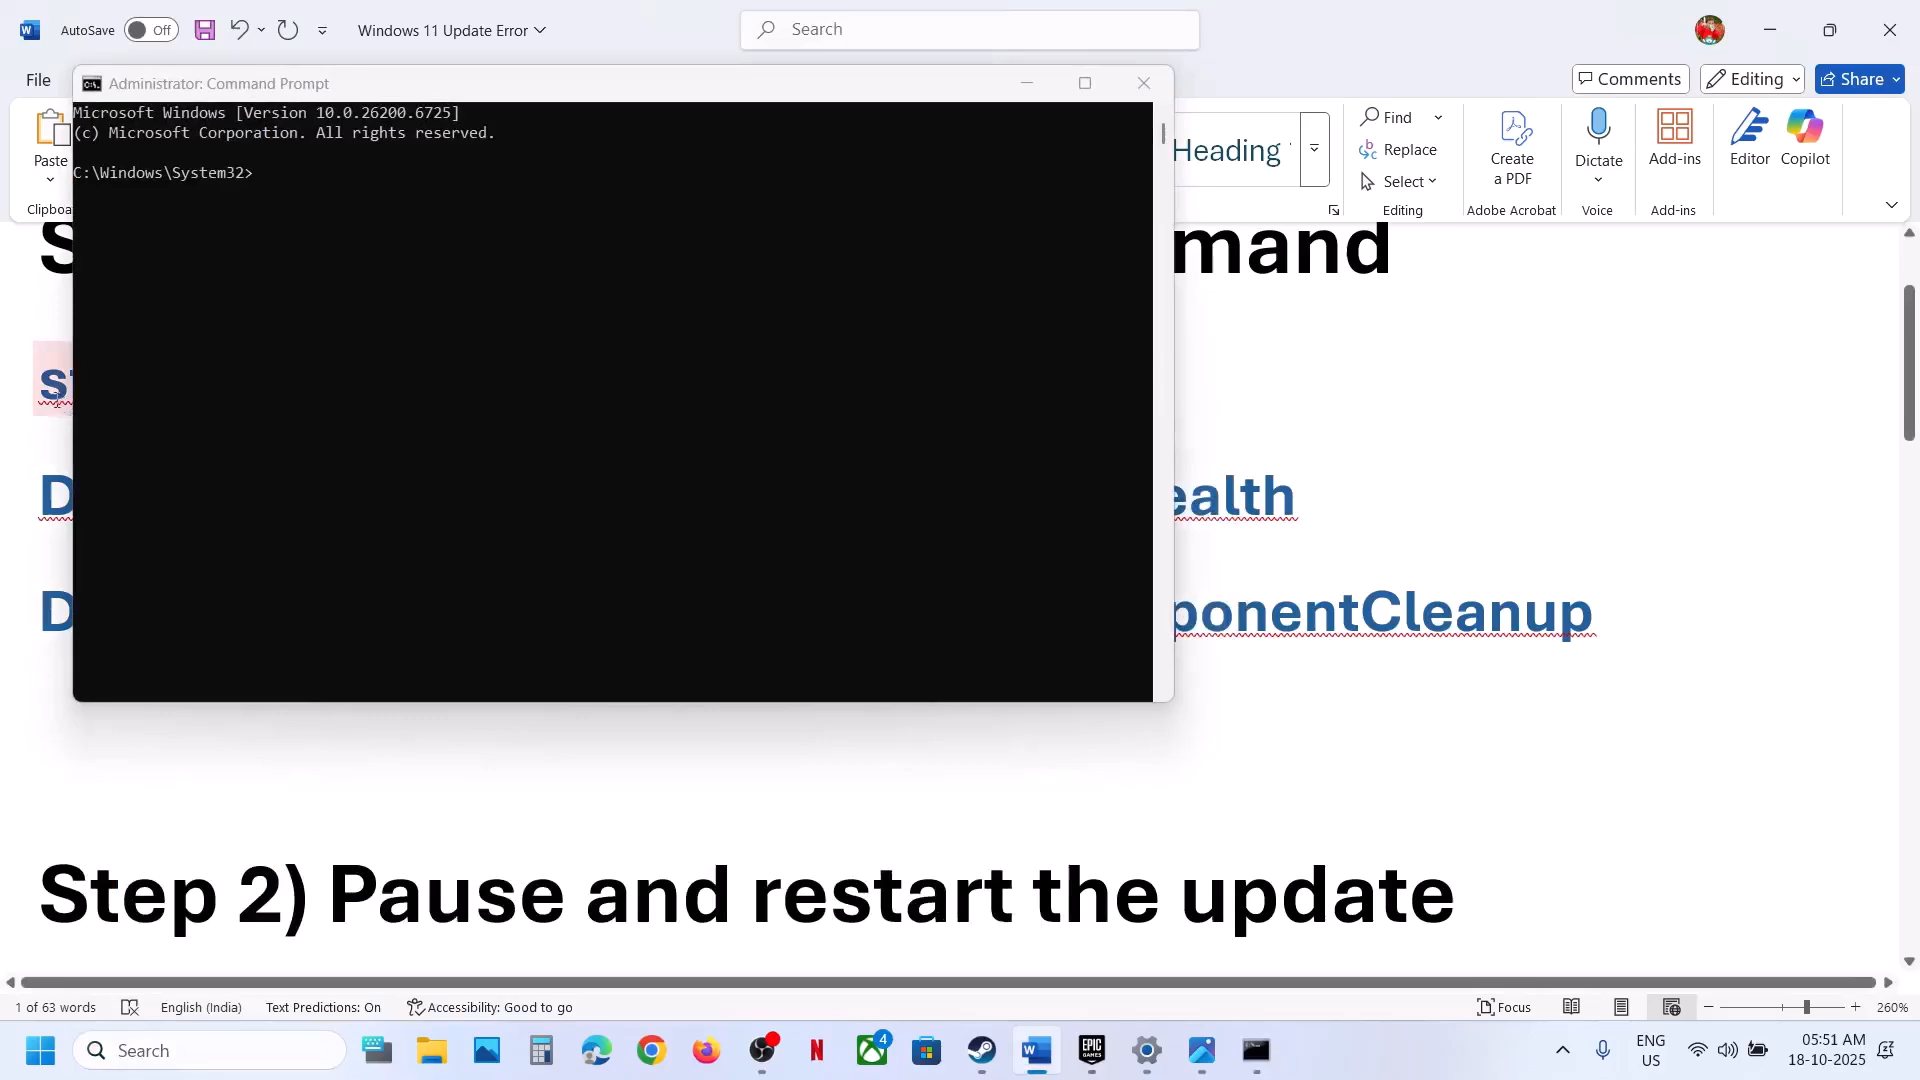 AutoSave Off Windows 11 Update Error Search
File Comments Editing Share
Administrator: Command Prompt
Microsoft Windows [Version 10.0.26200.6725]
(c) Microsoft Corporation. All rights reserved.
C:\Windows\System32>
Paste
Clipboa
Heading
Find
Replace
Select
Editing
Create
a PDF
Adobe Acrobat
Dictate
Voice
Add-ins
Add-ins
Editor
Copilot
S mand
s
D ealth
D ponentCleanup
Step 2) Pause and restart the update
1 of 63 words English (India) Text Predictions: On Accessibility: Good to go Focus 260%
Search 4 ENG 05:51 AM
US 18-10-2025